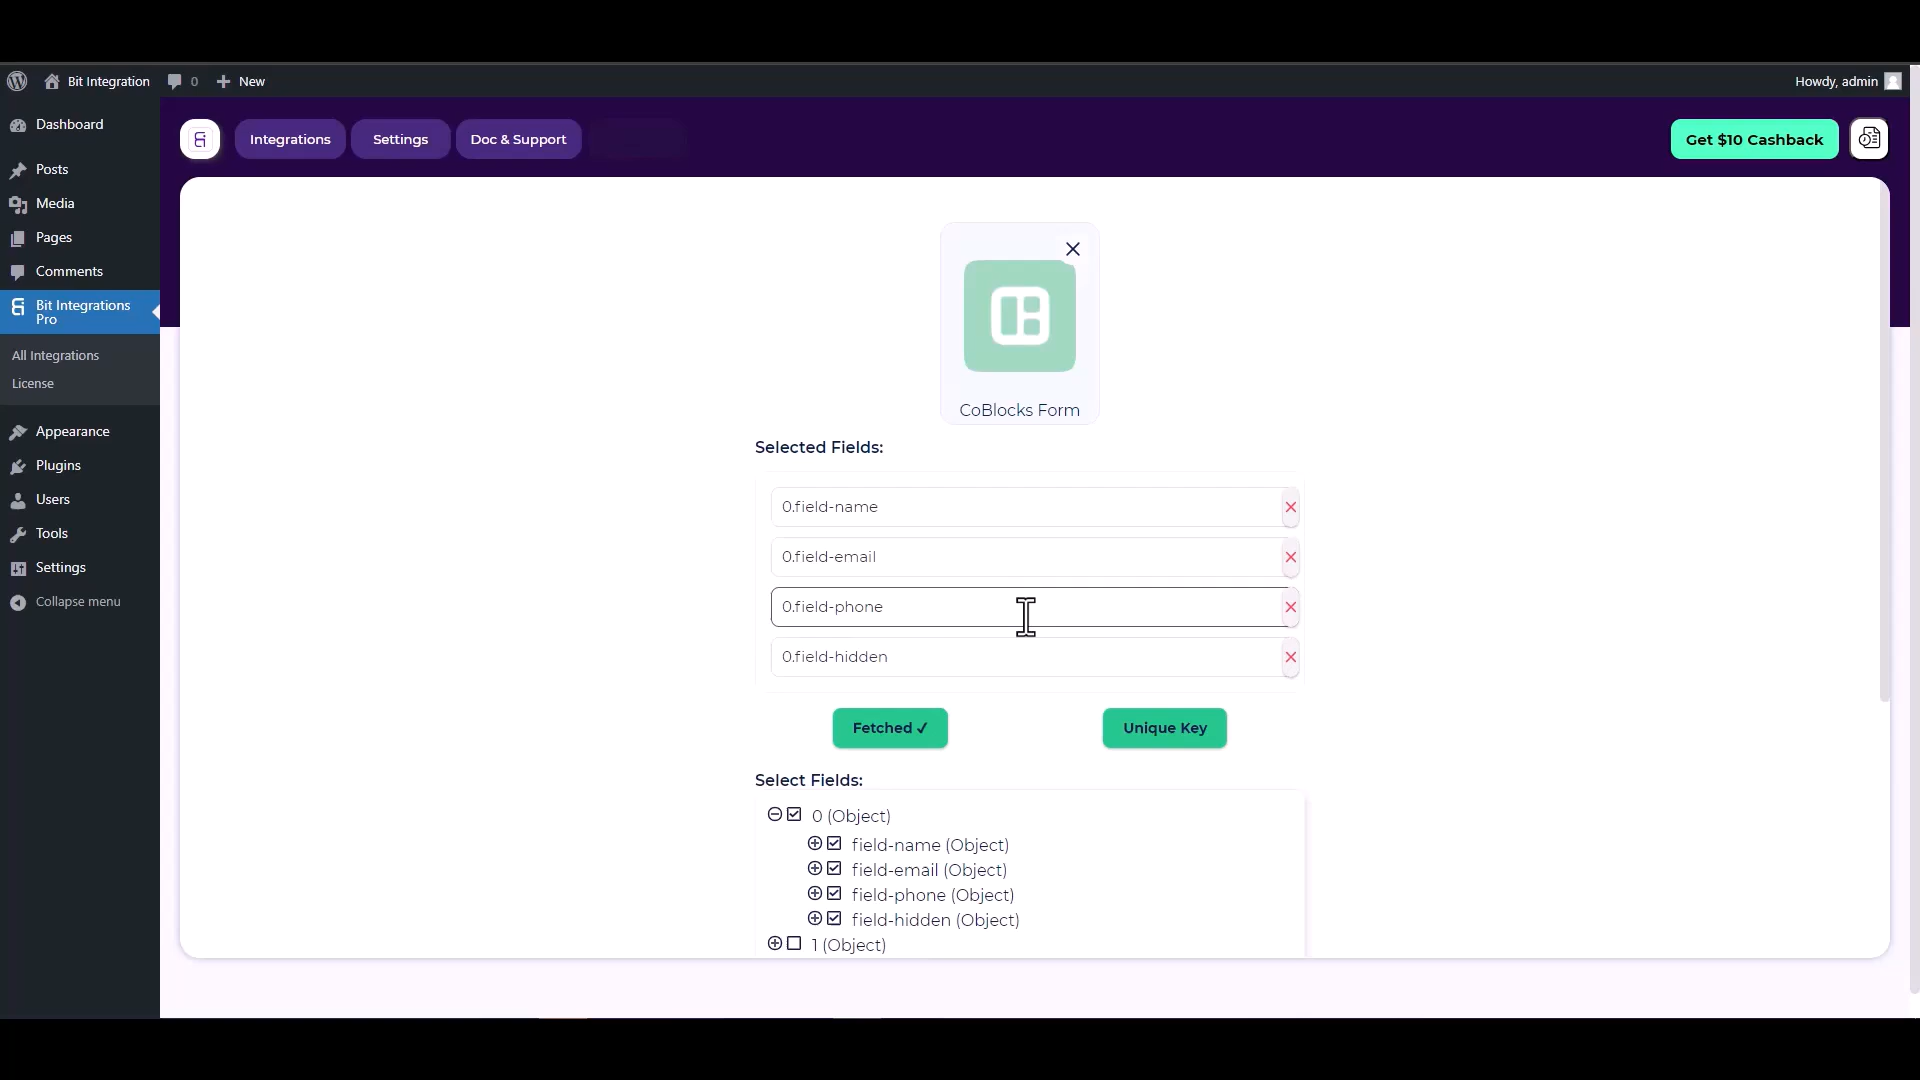 Bit Integration
0
New
Howdy, admin
Dashboard
Posts
Media
Pages
Comments
Bit Integrations
Pro
All Integrations
License
Appearance
Plugins
Users
Tools
Settings
Collapse menu
Integrations
Settings
Doc & Support
Get $10 Cashback
CoBlocks Form
Selected Fields:
0.field-name
0.field-email
0.field-phone
0.field-hidden
Fetched ✓
Unique Key
Select Fields:
0 (Object)
field-name (Object)
field-email (Object)
field-phone (Object)
field-hidden (Object)
1 (Object)